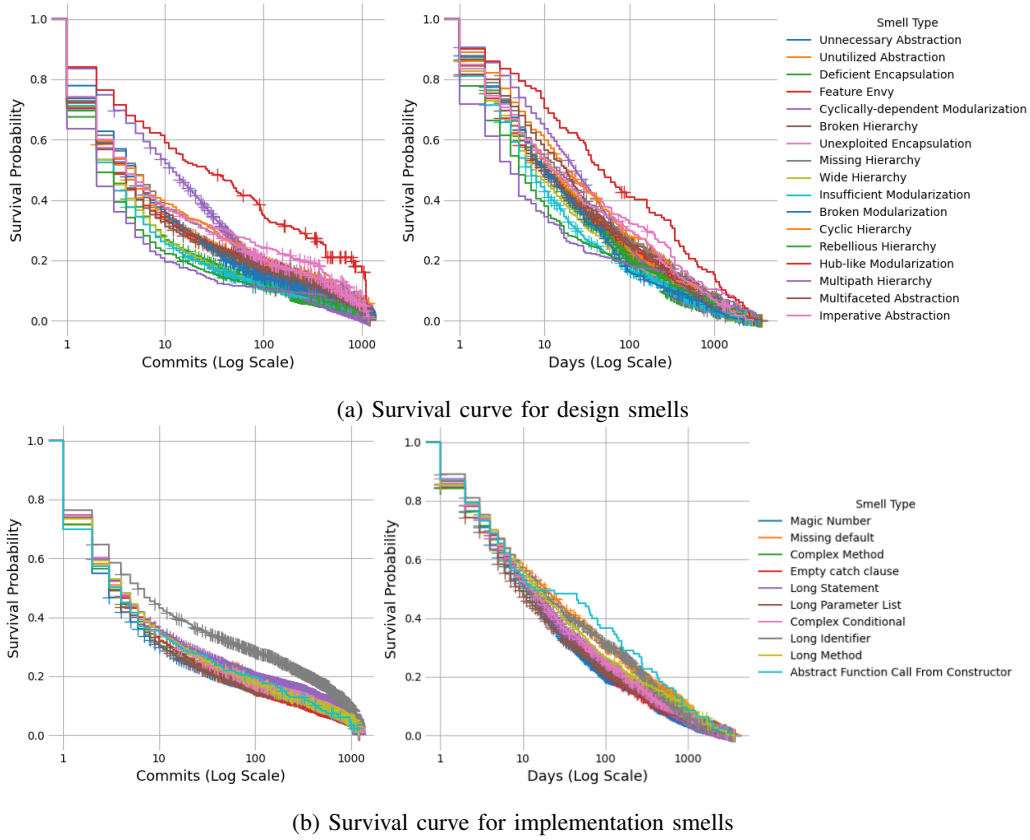 Smell Type
Unnecessary Abstraction
Unutilized Abstraction
Deficient Encapsulation
Feature Envy
Cyclically-dependent Modularization
Broken Hierarchy
Unexploited Encapsulation
Missing Hierarchy
Wide Hierarchy
Insufficient Modularization
Broken Modularization
Cyclic Hierarchy
Rebellious Hierarchy
Hub-like Modularization
Multipath Hierarchy
Multifaceted Abstraction
Imperative Abstraction
Survival Probability
1.0
0.8
0.6
0.4
0.2
0.0
1 10 100 1000
Commits (Log Scale)
Survival Probability
1.0
0.8
0.6
0.4
0.2
0.0
1 10 100 1000
Days (Log Scale)
(a) Survival curve for design smells
Survival Probability
1.0
0.8
0.6
0.4
0.2
0.0
1 10 100 1000
Commits (Log Scale)
Survival Probability
1.0
0.8
0.6
0.4
0.2
0.0
1 10 100 1000
Days (Log Scale)
Smell Type
Magic Number
Missing default
Complex Method
Empty catch clause
Long Statement
Long Parameter List
Complex Conditional
Long Identifier
Long Method
Abstract Function Call From Constructor
(b) Survival curve for implementation smells